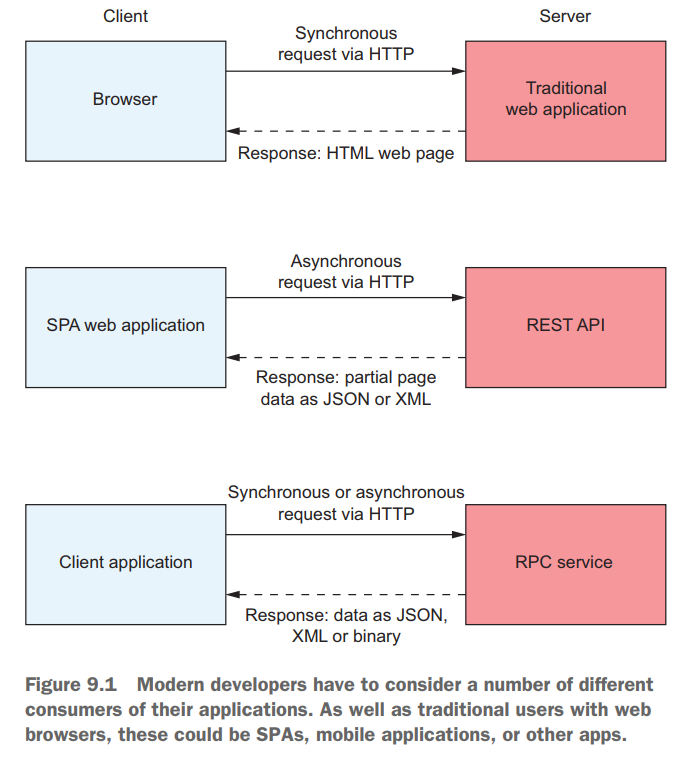 Client
Server
Synchronous
request via HTTP
Browser
Traditional
web application
Response: HTML web page
Asynchronous
request via HTTP
SPA web application
REST API
Response: partial page
data as JSON or XML
Synchronous or asynchronous
request via HTTP
Client application
RPC service
Response: data as JSON,
XML or binary
Figure 9.1 Modern developers have to consider a number of different
consumers of their applications. As well as traditional users with web
browsers, these could be SPAs, mobile applications, or other apps.